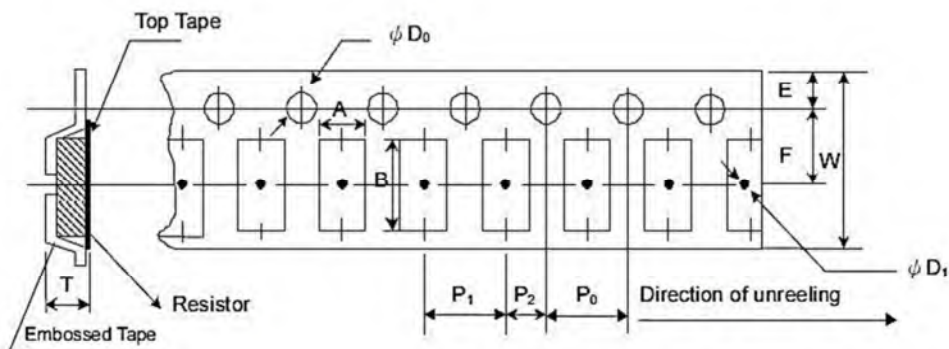 Top Tape
ψ D₀
E
A
F
W
B
T
Resistor
Embossed Tape
P₁
P₂
P₀
Direction of unreeling
ψ D₁